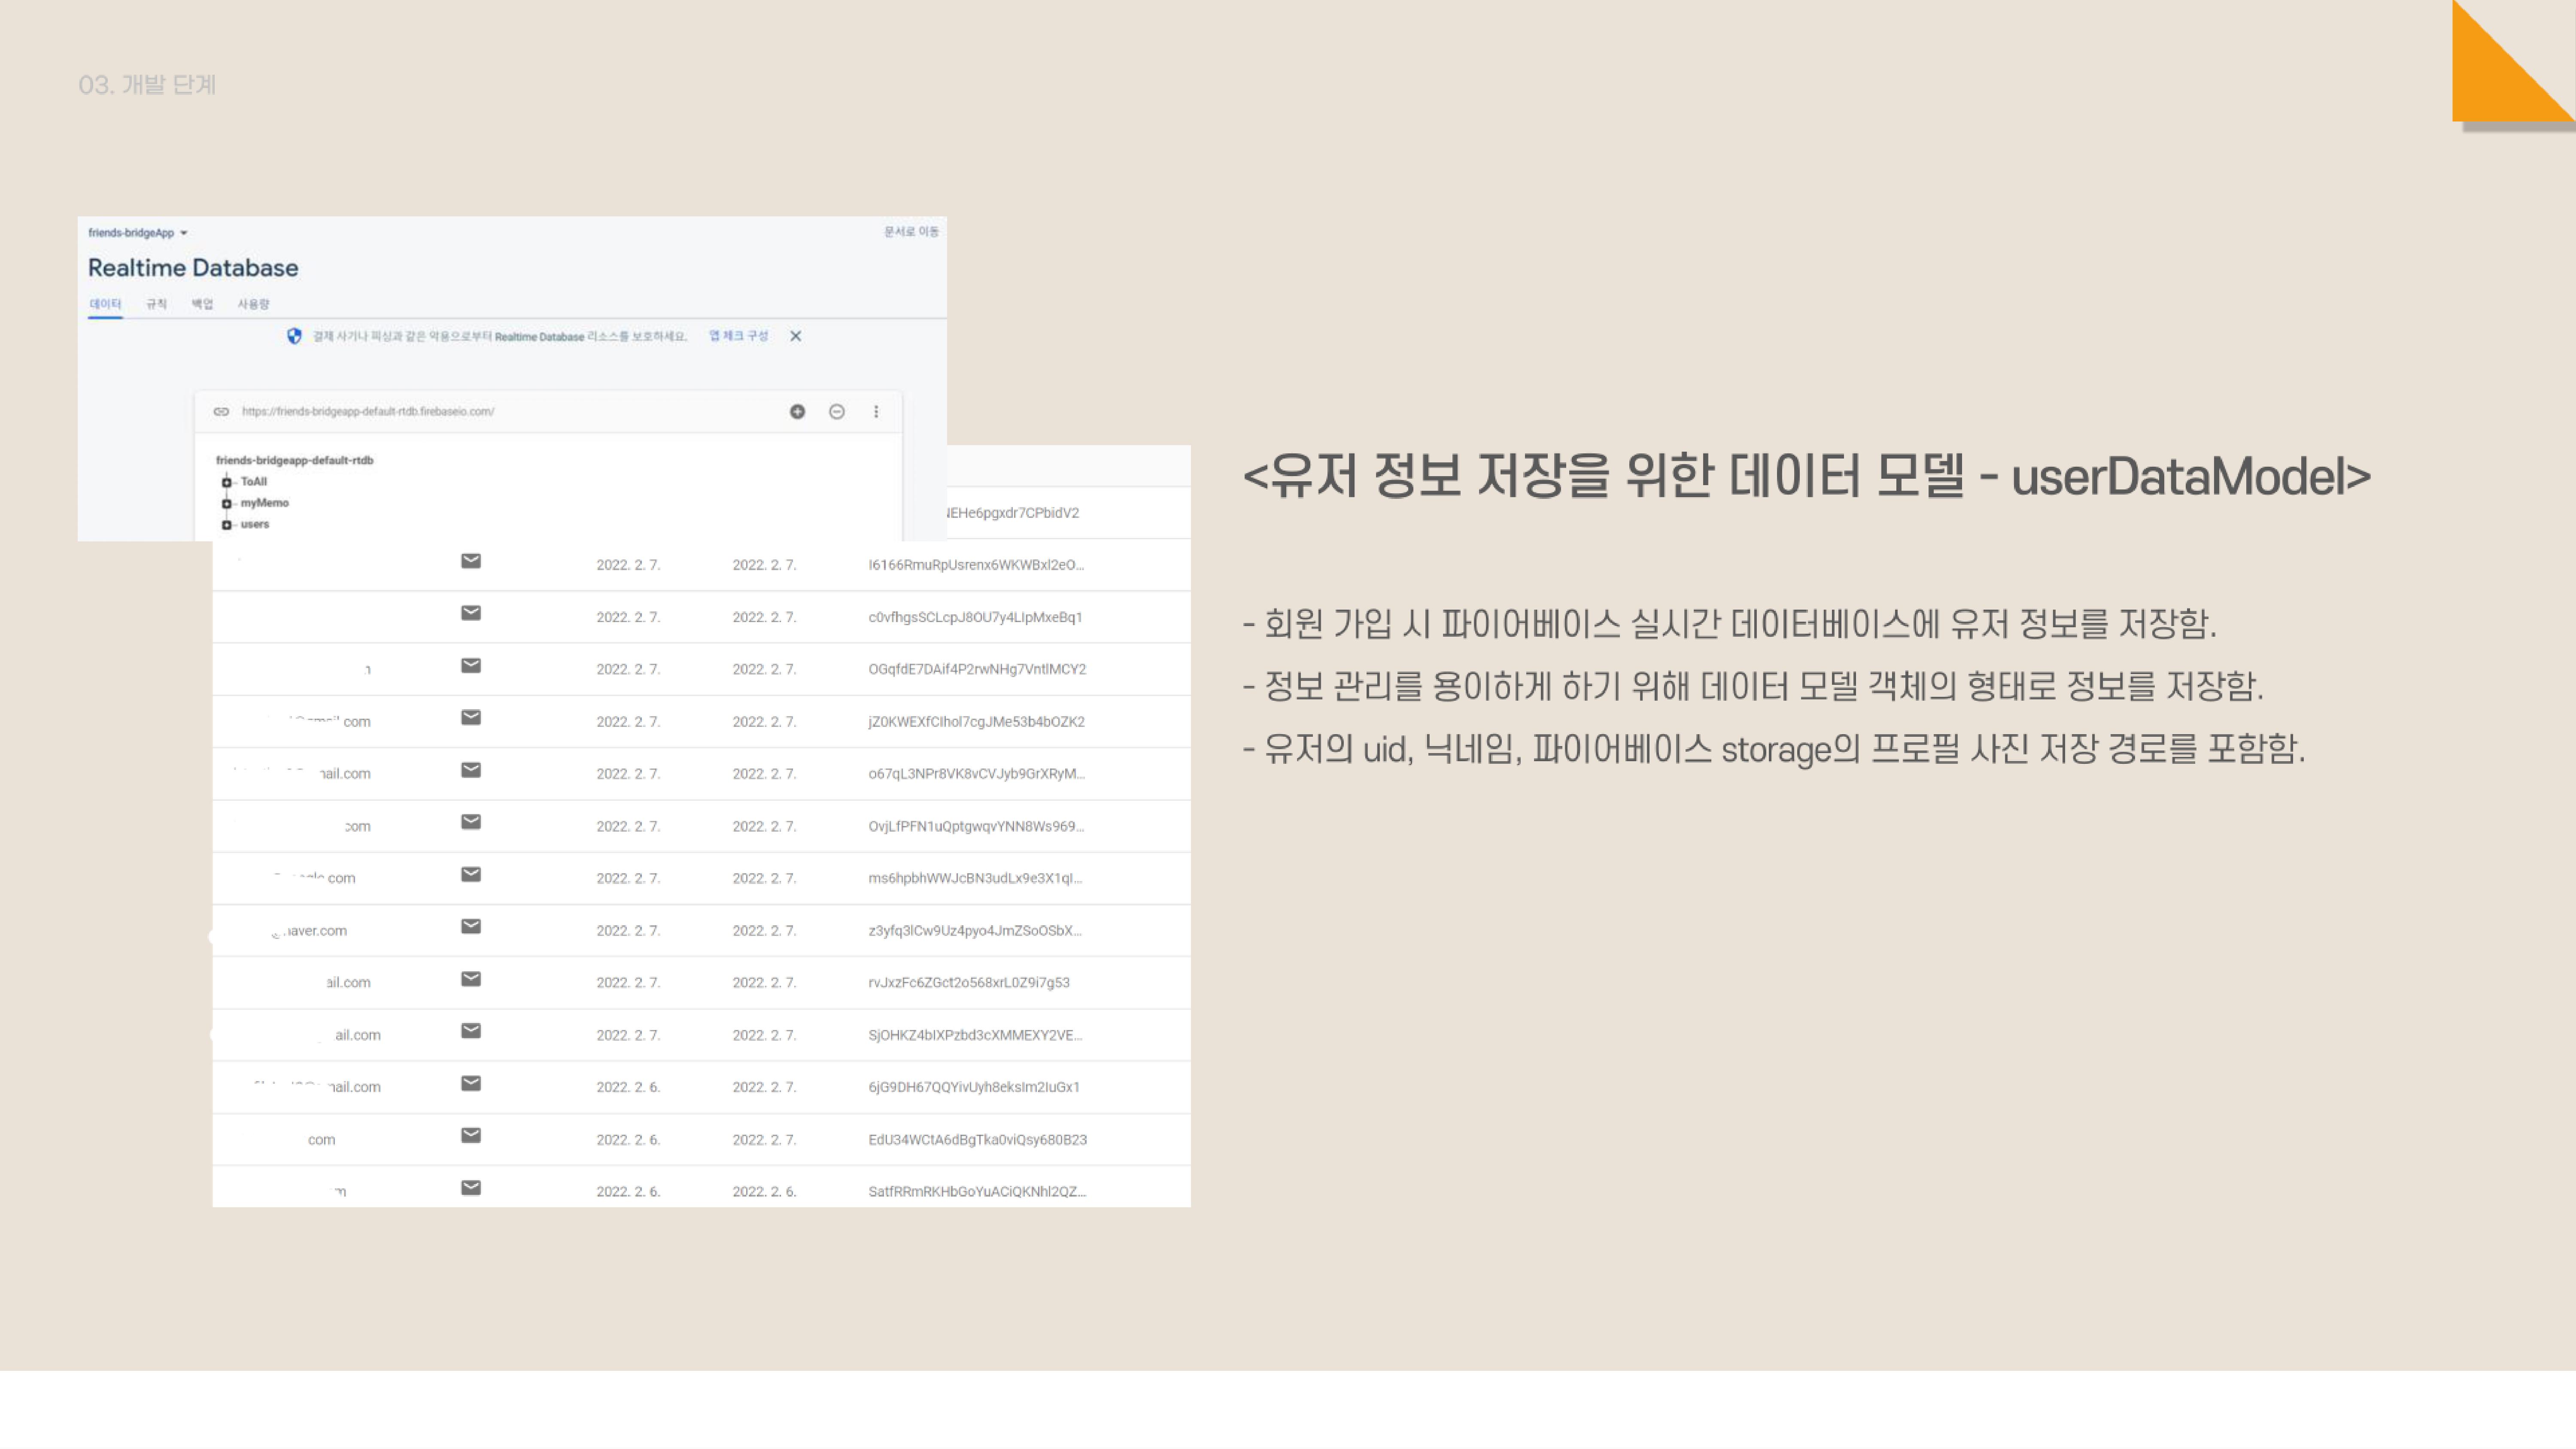 03. 개발 단계
friends-bridgeApp
문서로 이동
Realtime Database
데이터 규칙 백업 사용량
결제 사기나 피싱과 같은 악용으로부터 Realtime Database 리소스를 보호하세요. 앱 체크 구성
https://friends-bridgeapp-default-rtdb.firebaseio.com/
friends-bridgeapp-default-rtdb
ToAll
myMemo
users
EHe6pgxdr7CPbidV2
2022. 2. 7. 2022. 2. 7. I6166RmuRpUsrenx6WKWBxl2eO...
2022. 2. 7. 2022. 2. 7. c0vfhgsSCLcpJ8OU7y4LIpMxeBq1
2022. 2. 7. 2022. 2. 7. OGqfdE7DAif4P2rwNHg7VntlMCY2
com 2022. 2. 7. 2022. 2. 7. jZ0KWEXfClhol7cgJMe53b4bOZK2
ail.com 2022. 2. 7. 2022. 2. 7. o67qL3NPr8VK8vCVJyb9GrXRyM...
com 2022. 2. 7. 2022. 2. 7. OvjLfPFN1uQptgwqvYNN8Ws969...
com 2022. 2. 7. 2022. 2. 7. ms6hpbhWWJcBN3udLx9e3X1qI...
naver.com 2022. 2. 7. 2022. 2. 7. z3yfq3lCw9Uz4pyo4JmZSoOSbX...
ail.com 2022. 2. 7. 2022. 2. 7. rvJxzFc6ZGct2o568xrL0Z9i7g53
ail.com 2022. 2. 7. 2022. 2. 7. SjOHKZ4bIXPzbd3cXMMEXY2VE...
ail.com 2022. 2. 6. 2022. 2. 7. 6jG9DH67QQYivUyh8eksIm2IuGx1
com 2022. 2. 6. 2022. 2. 7. EdU34WCtA6dBgTka0viQsy680B23
2022. 2. 6. 2022. 2. 6. SatfRRmRKHbGoYuACiQKNhl2QZ...
<유저 정보 저장을 위한 데이터 모델 - userDataModel>
- 회원 가입 시 파이어베이스 실시간 데이터베이스에 유저 정보를 저장함.
- 정보 관리를 용이하게 하기 위해 데이터 모델 객체의 형태로 정보를 저장함.
- 유저의 uid, 닉네임, 파이어베이스 storage의 프로필 사진 저장 경로를 포함함.